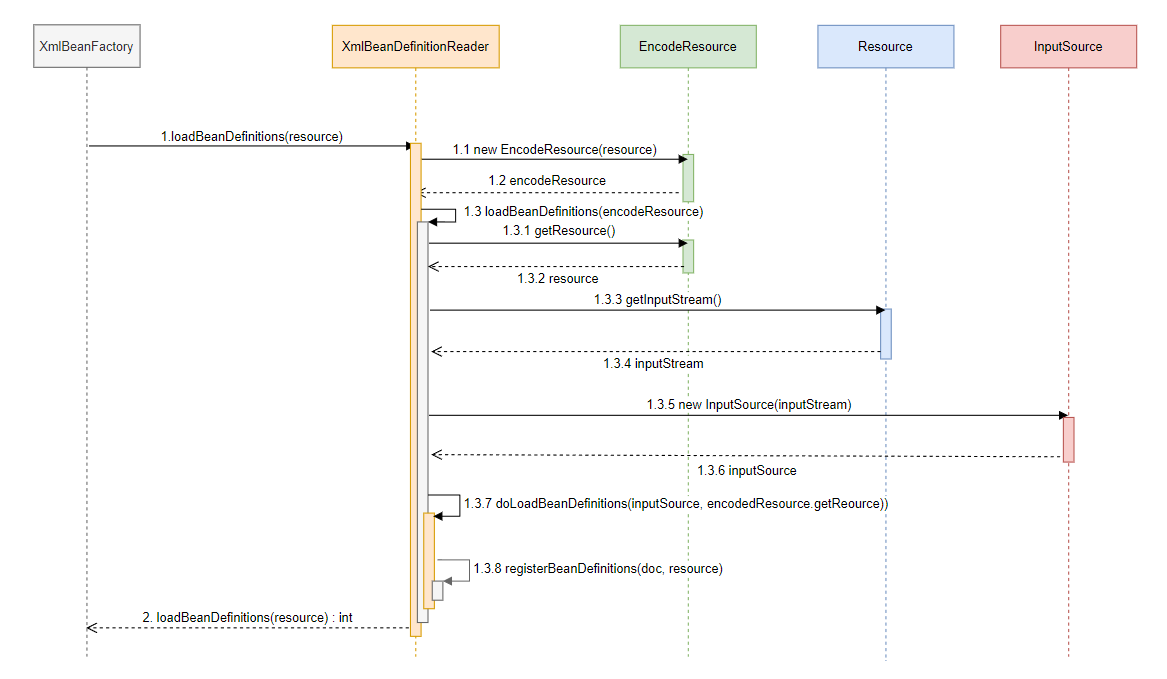 XmlBeanFactory
XmlBeanDefinitionReader
EncodeResource
Resource
InputSource
1.loadBeanDefinitions(resource)
1.1 new EncodeResource(resource)
1.2 encodeResource
1.3 loadBeanDefinitions(encodeResource)
1.3.1 getResource()
1.3.2 resource
1.3.3 getInputStream()
1.3.4 inputStream
1.3.5 new InputSource(inputStream)
1.3.6 inputSource
1.3.7 doLoadBeanDefinitions(inputSource, encodedResource.getReource))
1.3.8 registerBeanDefinitions(doc, resource)
2. loadBeanDefinitions(resource) : int